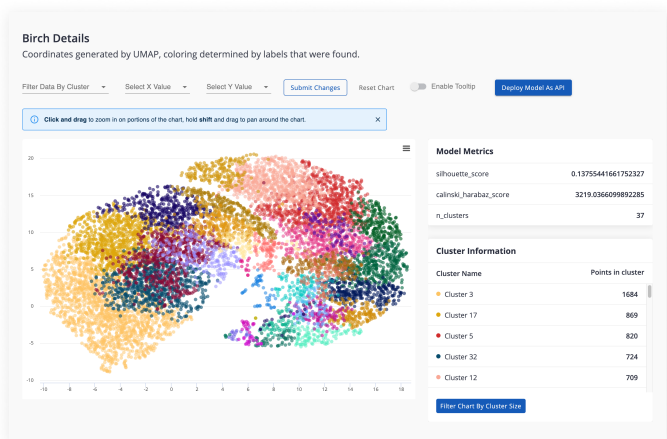 Birch Details
Coordinates generated by UMAP, coloring determined by labels that were found.
Filter Data By Cluster Select X Value Select Y Value Submit Changes Reset Chart Enable Tooltip Deploy Model As API
Click and drag to zoom in on portions of the chart, hold shift and drag to pan around the chart.
20
15
10
5
0
-5
-10
-10 -8 -6 -4 -2 0 2 4 6 8 10 12 14 16 18
Model Metrics
silhouette_score 0.13755441661752327
calinski_harabaz_score 3219.0366099892285
n_clusters 37
Cluster Information
Cluster Name Points in cluster
Cluster 3 1684
Cluster 17 869
Cluster 5 820
Cluster 32 724
Cluster 12 709
Filter Chart By Cluster Size